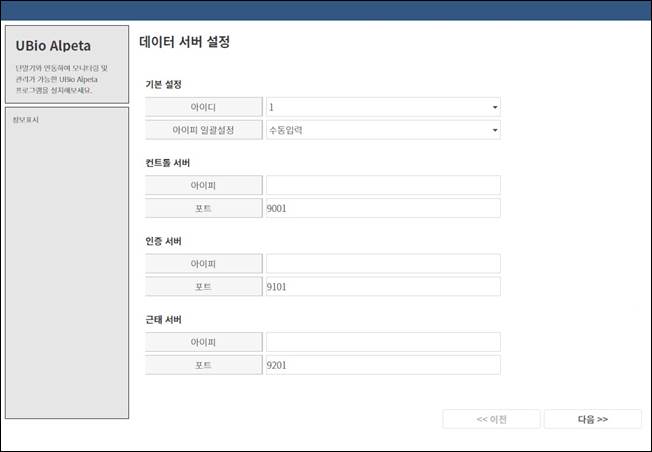 UBio Alpeta
단말기와 연동하여 모니터링 및
관리가 가능한 UBio Alpeta
프로그램을 설치해보세요.
정보표시
데이터 서버 설정
기본 설정
아이디 1
아이피 일괄설정 수동입력
컨트롤 서버
아이피
포트 9001
인증 서버
아이피
포트 9101
근태 서버
아이피
포트 9201
<< 이전 다음 >>